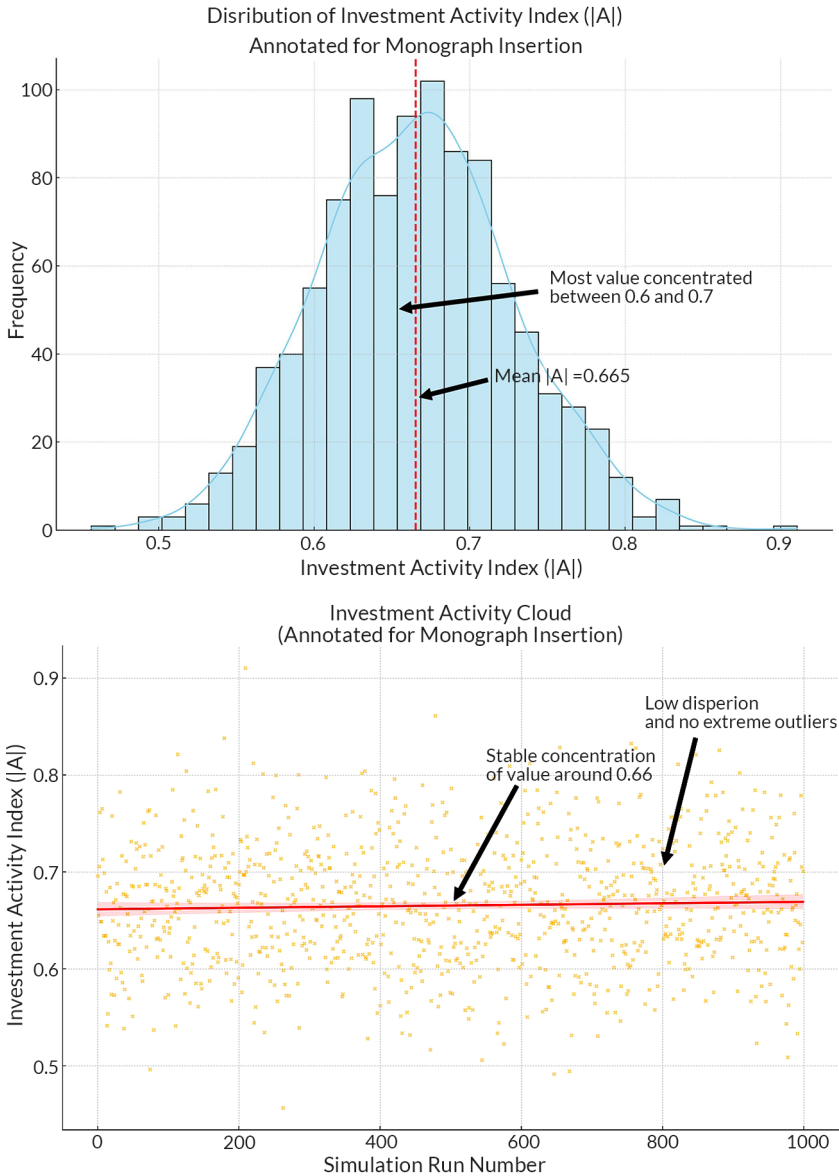 Disribution of Investment Activity Index (|A|)
Annotated for Monograph Insertion
100
80
60
40
20
0
Frequency
Most value concentrated
between 0.6 and 0.7
Mean |A| =0.665
0.5
0.6
0.7
0.8
0.9
Investment Activity Index (|A|)
Investment Activity Cloud
(Annotated for Monograph Insertion)
0.9
0.8
0.7
0.6
0.5
Investment Activity Index (|A|)
Low disperion
and no extreme outliers
Stable concentration
of value around 0.66
0
200
400
600
800
1000
Simulation Run Number